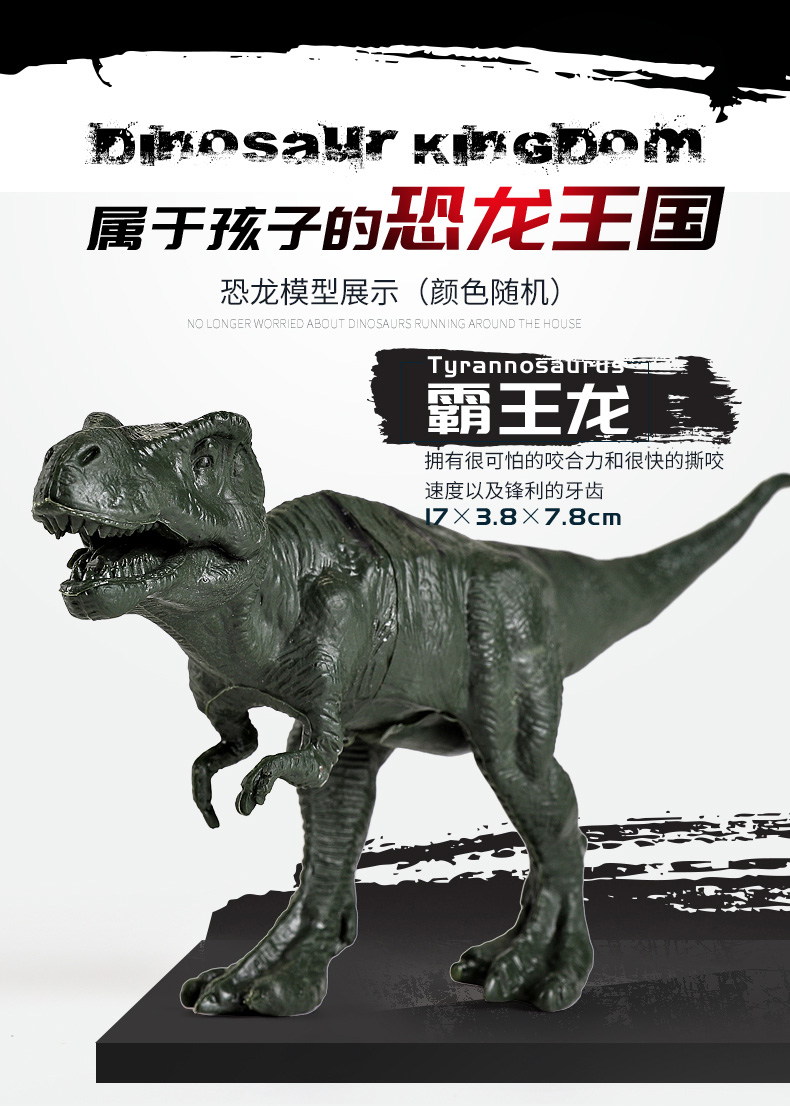 Dinosaur Kingdom
属于孩子的恐龙王国
恐龙模型展示（颜色随机）
NO LONGER WORRIED ABOUT DINOSAURS RUNNING AROUND THE HOUSE
Tyrannosaurus
霸王龙
拥有很可怕的咬合力和很快的撕咬
速度以及锋利的牙齿
17×3.8×7.8cm